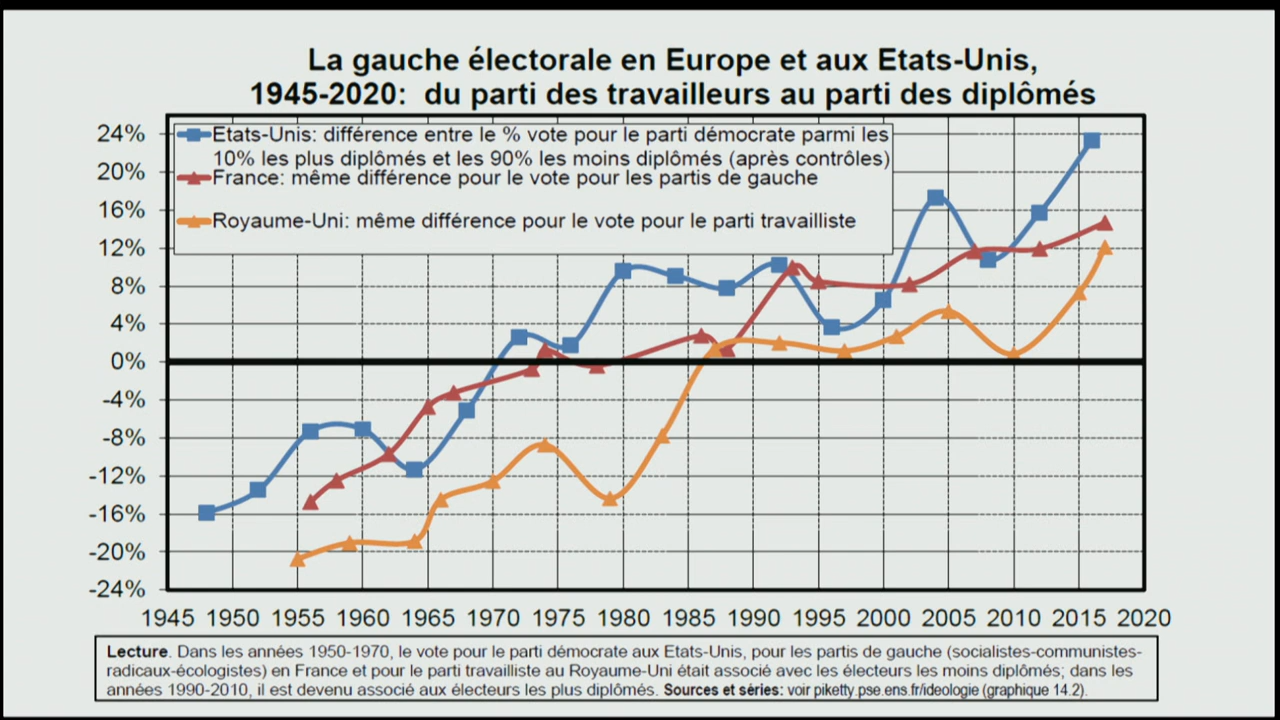 La gauche électorale en Europe et aux Etats-Unis,
1945-2020: du parti des travailleurs au parti des diplômés
Etats-Unis: différence entre le % vote pour le parti démocrate parmi les
10% les plus diplômés et les 90% les moins diplômés (après contrôles)
France: même différence pour le vote pour les partis de gauche
Royaume-Uni: même différence pour le vote pour le parti travailliste
24%
20%
16%
12%
8%
4%
0%
-4%
-8%
-12%
-16%
-20%
-24%
1945 1950 1955 1960 1965 1970 1975 1980 1985 1990 1995 2000 2005 2010 2015 2020
Lecture. Dans les années 1950-1970, le vote pour le parti démocrate aux Etats-Unis, pour les partis de gauche (socialistes-communistes-
radicaux-écologistes) en France et pour le parti travailliste au Royaume-Uni était associé avec les électeurs les moins diplômés; dans les
années 1990-2010, il est devenu associé aux électeurs les plus diplômés. Sources et séries: voir piketty.pse.ens.fr/ideologie (graphique 14.2).